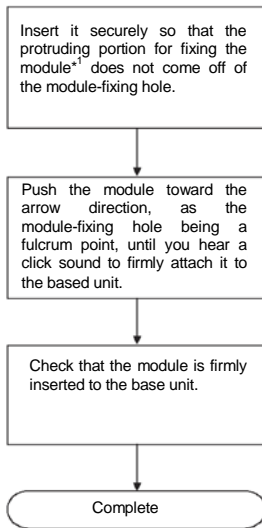 Insert it securely so that the
protruding portion for fixing the
module*1 does not come off of
the module-fixing hole.
Push the module toward the
arrow direction, as the
module-fixing hole being a
fulcrum point, until you hear a
click sound to firmly attach it to
the based unit.
Check that the module is firmly
inserted to the base unit.
Complete